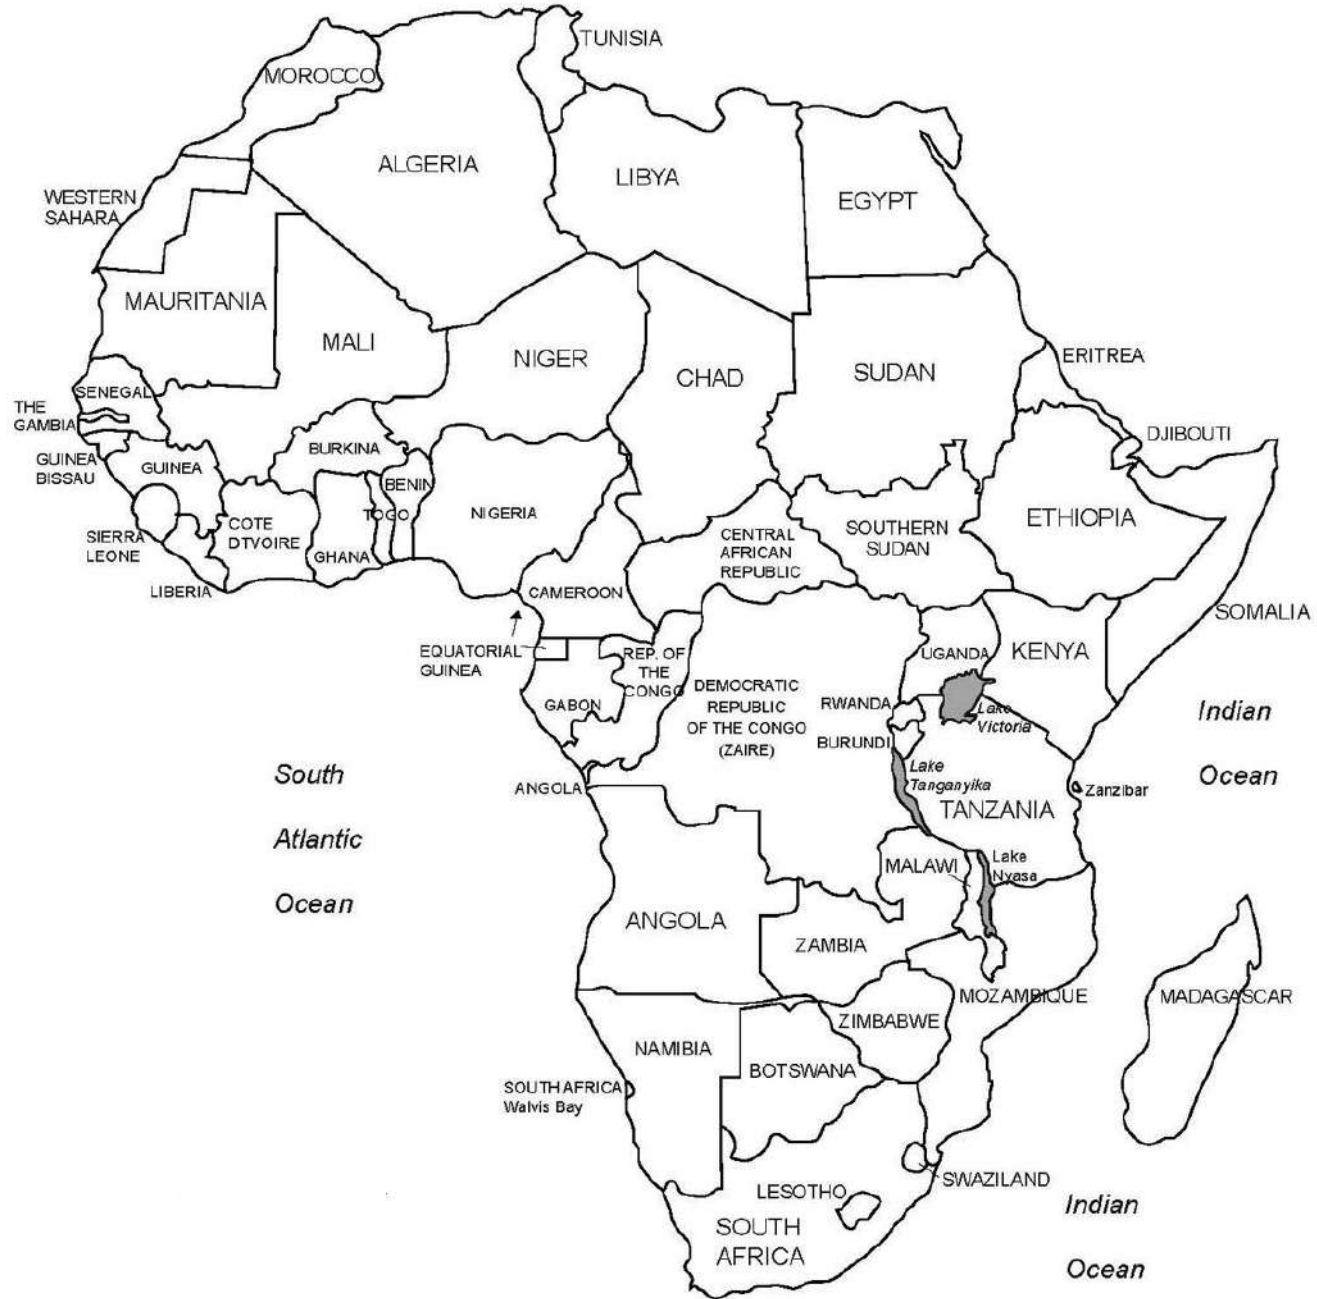 TUNISIA
MOROCCO
ALGERIA
LIBYA
EGYPT
WESTERN
SAHARA
MAURITANIA
MALI
NIGER
CHAD
SUDAN
ERITREA
SENEGAL
THE
GAMBIA
DJIBOUTI
GUINEA
BISSAU
GUINEA
BURKINA
BENIN
TOGO
NIGERIA
SIERRA
LEONE
COTE
DTVOIRE
GHANA
LIBERIA
CENTRAL
AFRICAN
REPUBLIC
SOUTHERN
SUDAN
ETHIOPIA
CAMEROON
SOMALIA
EQUATORIAL
GUINEA
REP. OF
THE
CONGO
UGANDA
KENYA
GABON
DEMOCRATIC
REPUBLIC
OF THE CONGO
(ZAIRE)
RWANDA
BURUNDI
Lake
Victoria
Indian
Ocean
Lake
Tanganyika
TANZANIA
Zanzibar
South
Atlantic
Ocean
ANGOLA
MALAWI
Lake
Nyasa
ANGOLA
ZAMBIA
MOZAMBIQUE
MADAGASCAR
ZIMBABWE
NAMIBIA
BOTSWANA
SOUTH AFRICA
Walvis Bay
SWAZILAND
LESOTHO
SOUTH
AFRICA
Indian
Ocean